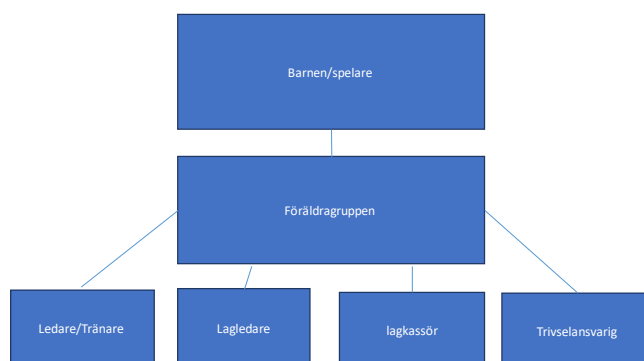 Barnen/spelare
Föräldragruppen
Ledare/Tränare
Lagledare
lagkassör
Trivselansvarig